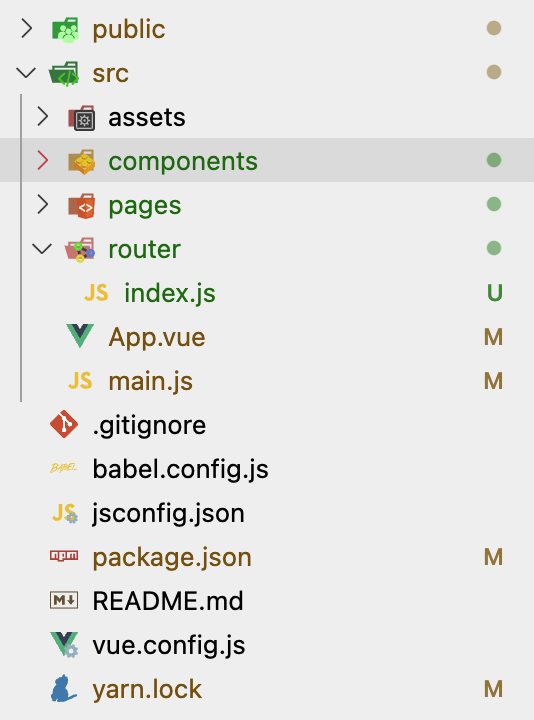 public
src
assets
components
pages
router
JS index.js U
App.vue M
JS main.js M
.gitignore
BABEL babel.config.js
JS jsconfig.json
npm package.json M
M README.md
vue.config.js
yarn.lock M